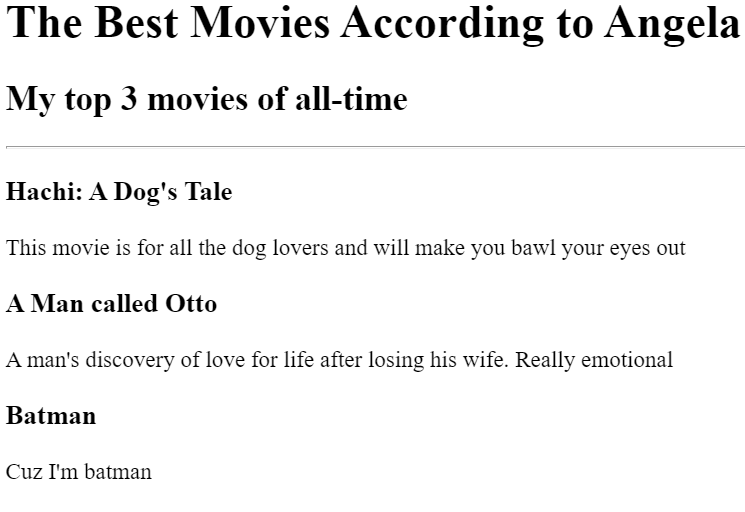 The Best Movies According to Angela
My top 3 movies of all-time
Hachi: A Dog's Tale
This movie is for all the dog lovers and will make you bawl your eyes out
A Man called Otto
A man's discovery of love for life after losing his wife. Really emotional
Batman
Cuz I'm batman